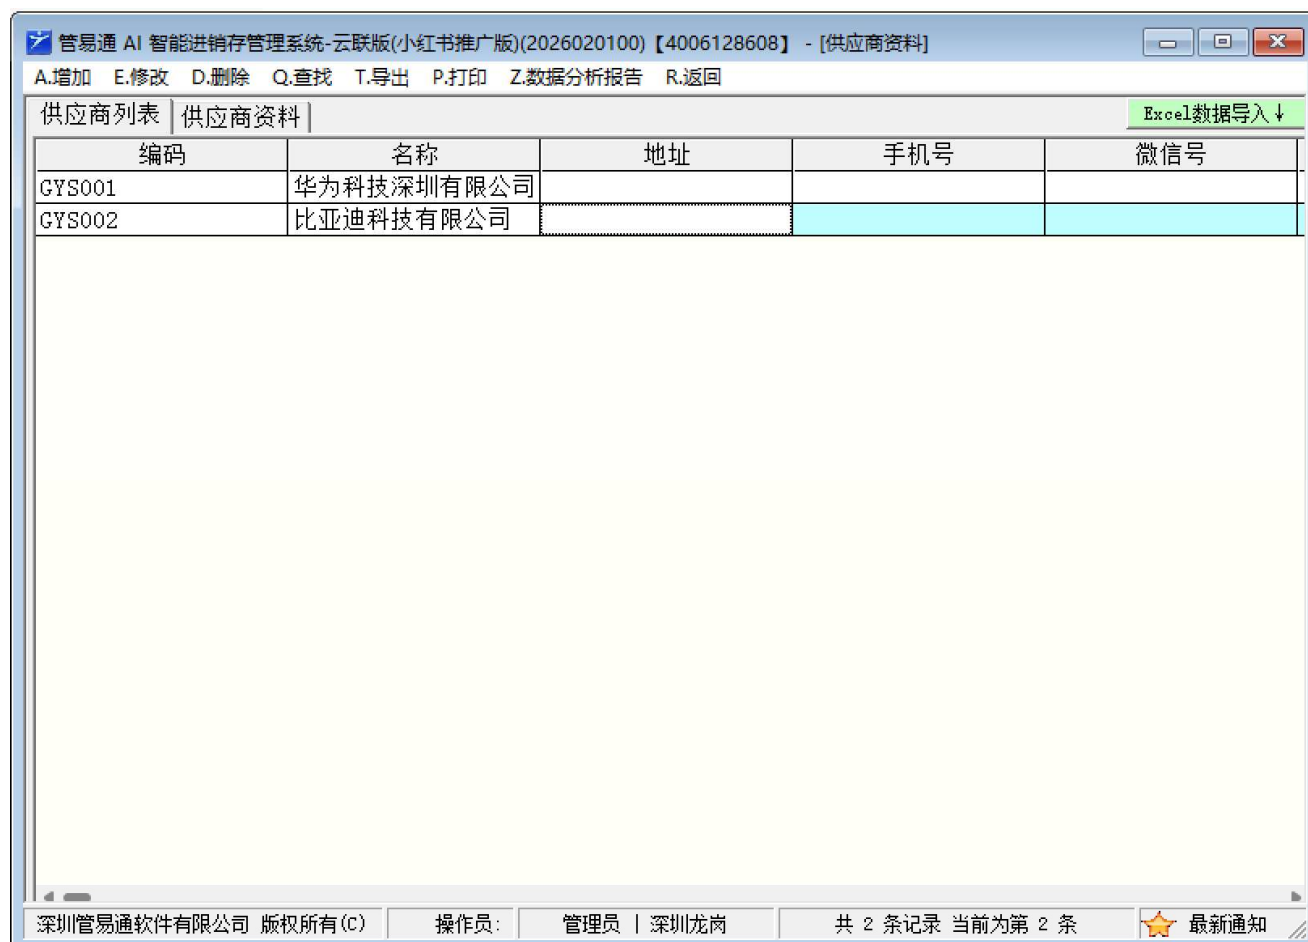 管易通 AI 智能进销存管理系统-云联版(小红书推广版)(2026020100)【4006128608】 - [供应商资料]
A.增加 E.修改 D.删除 Q.查找 T.导出 P.打印 Z.数据分析报告 R.返回
供应商列表 供应商资料 Excel数据导入↓
编码 名称 地址 手机号 微信号
GYS001 华为科技深圳有限公司
GYS002 比亚迪科技有限公司
深圳管易通软件有限公司 版权所有(C) 操作员: 管理员 | 深圳龙岗 共 2 条记录 当前为第 2 条 最新通知